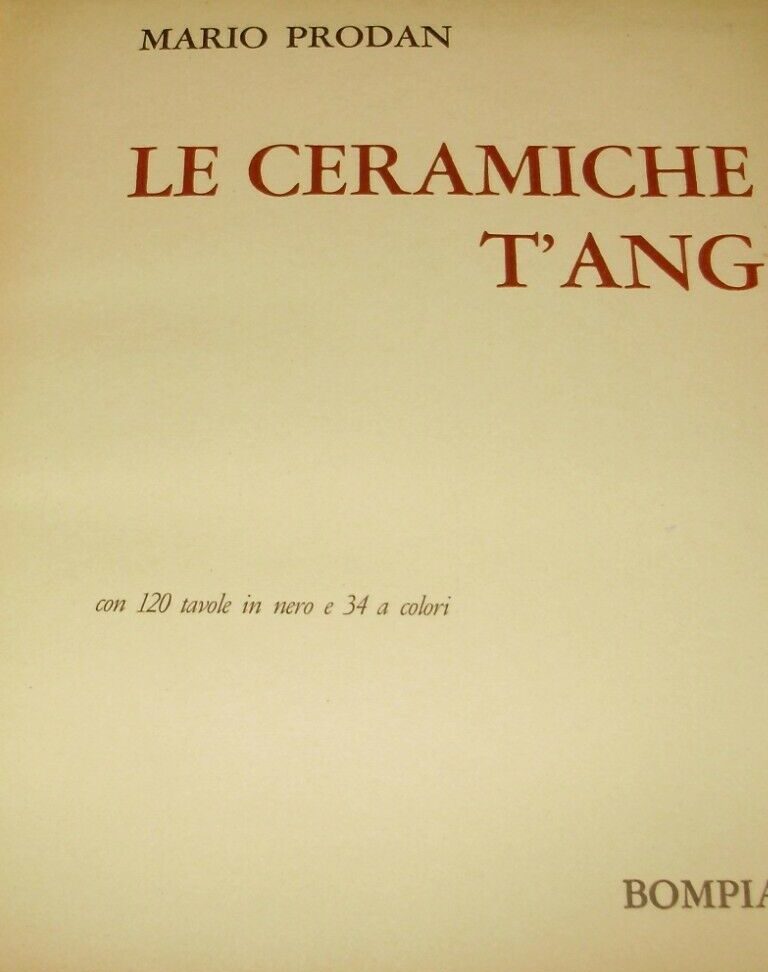 MARIO PRODAN
LE CERAMICHE
T'ANG
con 120 tavole in nero e 34 a colori
BOMPIA